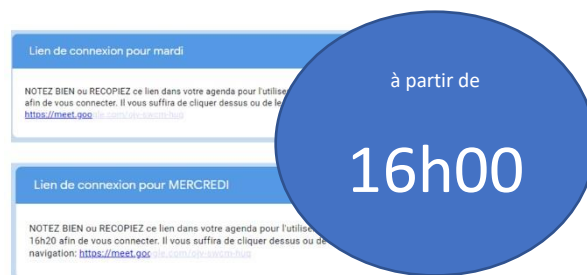 Lien de connexion pour mardi
NOTEZ BIEN ou RECOPIEZ ce lien dans votre agenda pour l'utilise
afin de vous connecter. Il vous suffira de cliquer dessus ou de le
https://meet.goo
Lien de connexion pour MERCREDI
NOTEZ BIEN ou RECOPIEZ ce lien dans votre agenda pour l'utilise
16h20 afin de vous connecter. Il vous suffira de cliquer dessus ou de
navigation: https://meet.goo
à partir de
16h00